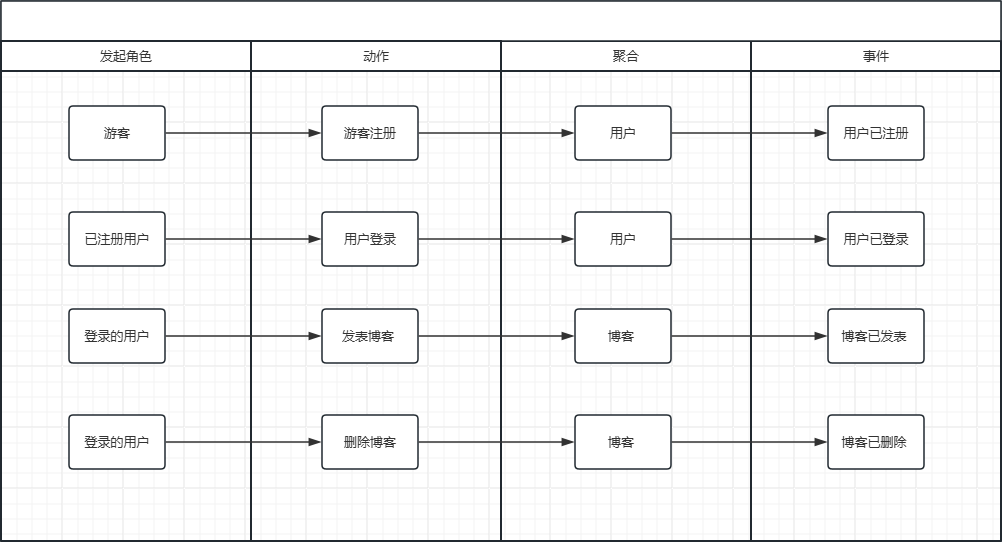 发起角色
动作
聚合
事件
游客
游客注册
用户
用户已注册
已注册用户
用户登录
用户
用户已登录
登录的用户
发表博客
博客
博客已发表
登录的用户
删除博客
博客
博客已删除